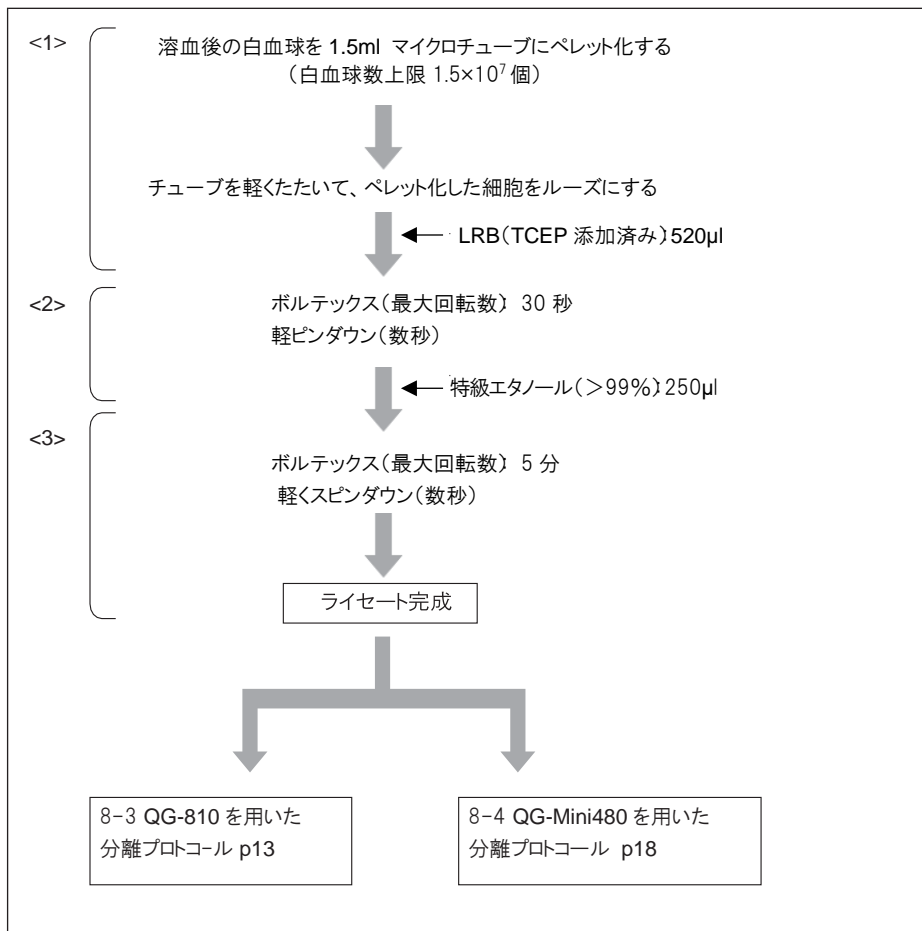 <1>
溶血後の白血球を 1.5ml マイクロチューブにペレット化する
(白血球数上限 1.5×10⁷ 個)
チューブを軽くたたいて、ペレット化した細胞をルーズにする
LRB(TCEP 添加済み):520µl
<2>
ボルテックス(最大回転数): 30 秒
軽ピンダウン(数秒)
特級エタノール(>99%):250µl
<3>
ボルテックス(最大回転数): 5 分
軽くスピンダウン(数秒)
ライセート完成
8-3 QG-810 を用いた
分離プロトコール p13
8-4 QG-Mini480 を用いた
分離プロトコール p18